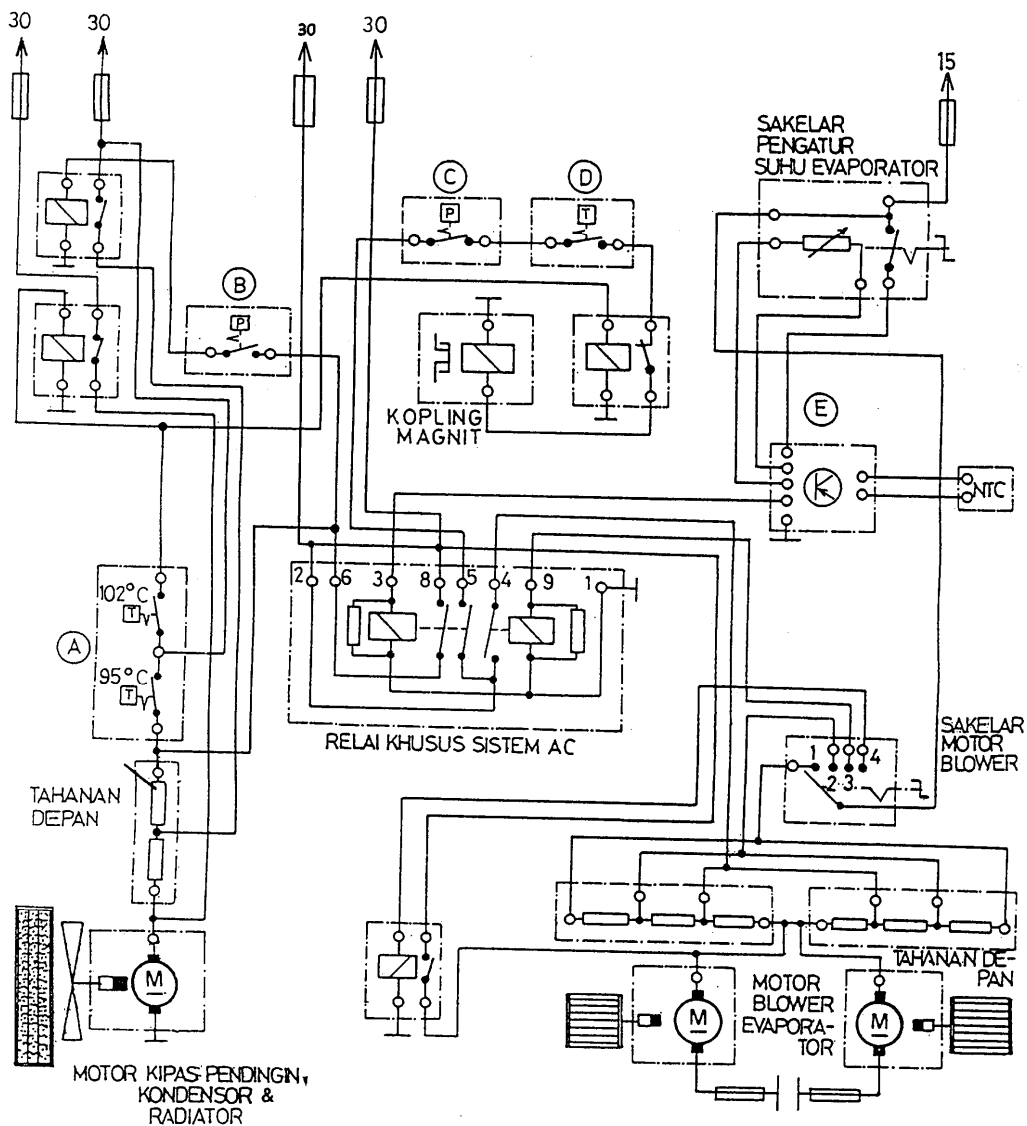 30
30
30
30
15
SAKELAR
PENGATUR
SUHU EVAPORATOR
C
D
P
T
B
P
KOPLING
MAGNIT
E
NTC
2
6
3
8
5
4
9
1
102°C
T
A
95°C
T
RELAI KHUSUS SISTEM AC
SAKELAR
MOTOR
BLOWER
1
4
2
3
TAHANAN
DEPAN
TAHANAN DE-
PAN
M
M
M
MOTOR
BLOWER
EVAPORA-
TOR
MOTOR KIPAS PENDINGIN,
KONDENSOR &
RADIATOR